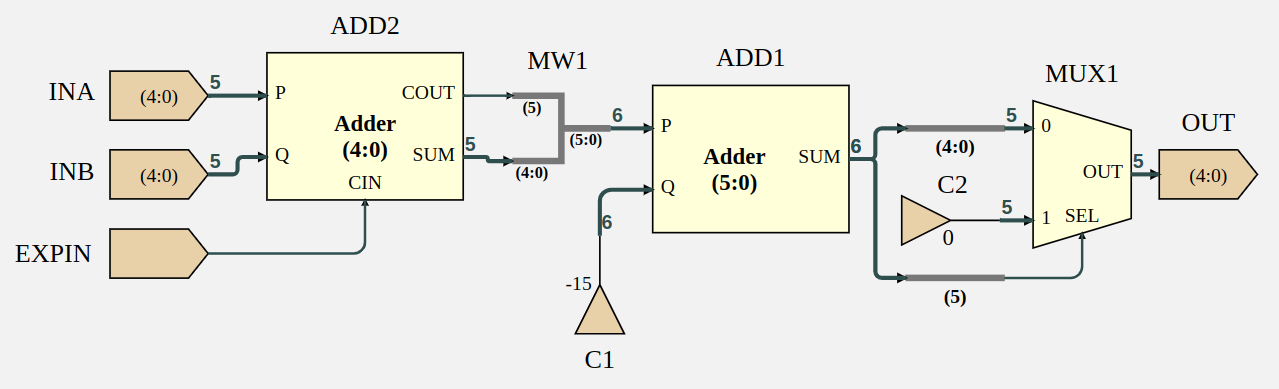 ADD2
INA
(4:0)
5
P
COUT
Adder
(4:0)
INB
(4:0)
5
Q
SUM
CIN
5
EXPIN
MW1
(5)
(5:0)
(4:0)
6
ADD1
P
Adder
(5:0)
SUM
Q
6
6
-15
C1
(4:0)
5
C2
0
5
(5)
MUX1
0
OUT
1
SEL
5
OUT
(4:0)